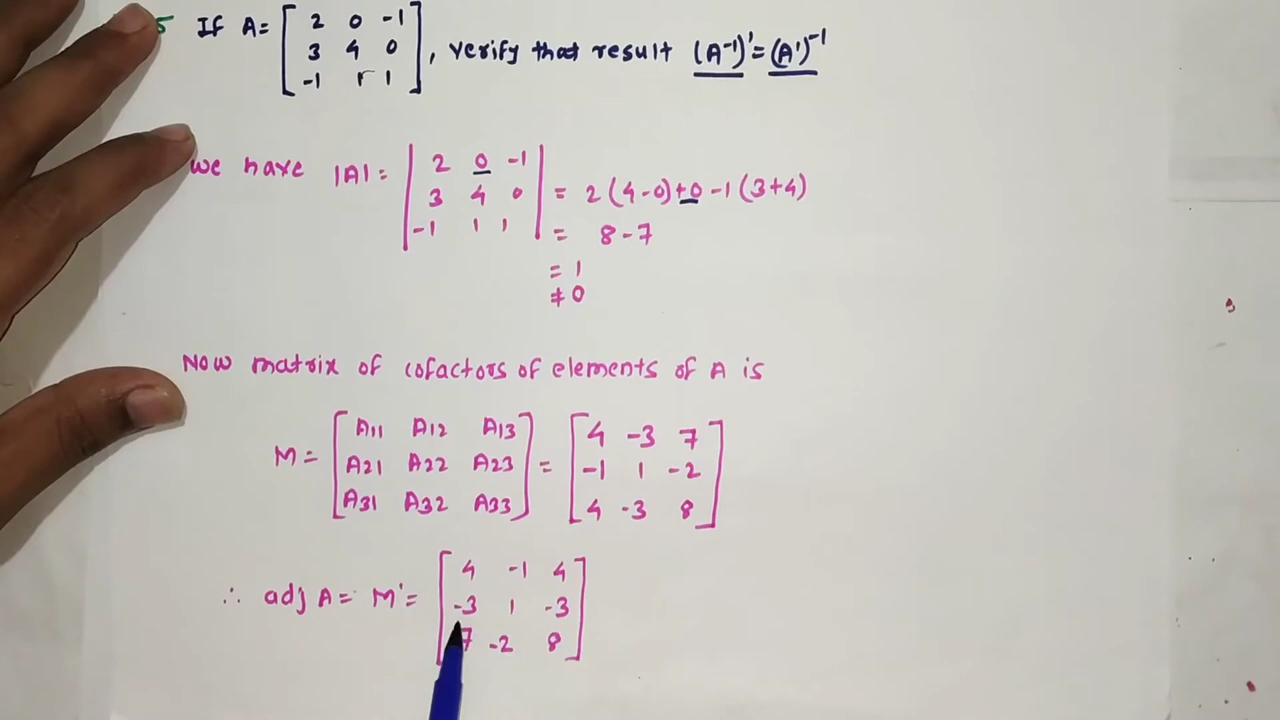 5 If A= [ 2 0 -1
3 4 0
-1 1 1 ] , verify that result (A⁻¹)'=(A')⁻¹
We have |A|= | 2 0 -1
3 4 0
-1 1 1 | = 2(4-0)+0-1(3+4)
= 8-7
= 1
≠ 0
Now matrix of cofactors of elements of A is
M= [ A11 A12 A13
A21 A22 A23
A31 A32 A33 ] = [ 4 -3 7
-1 1 -2
4 -3 8 ]
∴ adj A= M'= [ 4 -1 4
-3 1 -3
7 -2 8 ]